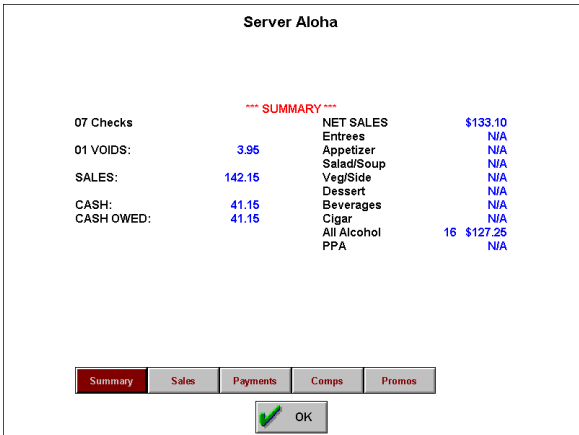 Server Aloha
*** SUMMARY ***
07 Checks NET SALES $133.10
Entrees N/A
01 VOIDS: 3.95 Appetizer N/A
Salad/Soup N/A
SALES: 142.15 Veg/Side N/A
Dessert N/A
CASH: 41.15 Beverages N/A
CASH OWED: 41.15 Cigar N/A
All Alcohol 16 $127.25
PPA N/A
Summary Sales Payments Comps Promos
OK